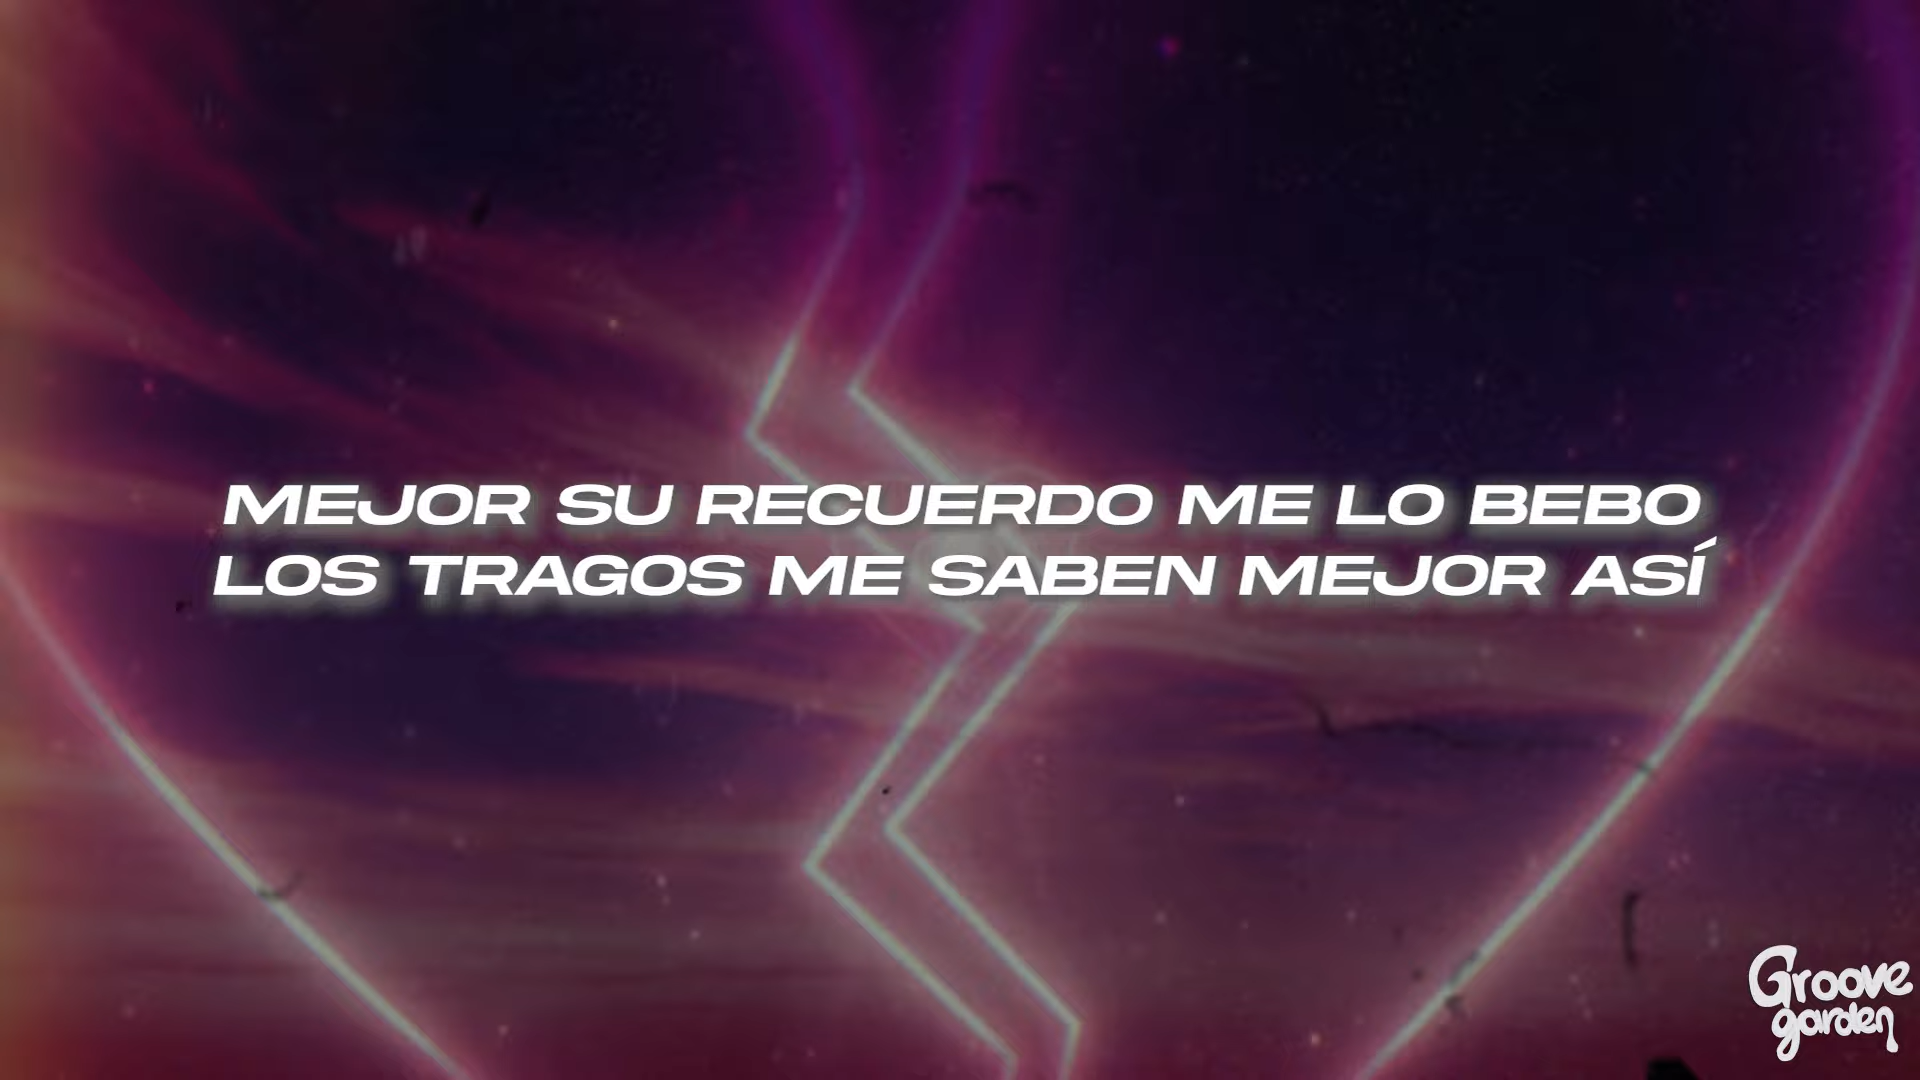 MEJOR SU RECUERDO ME LO BEBO
LOS TRAGOS ME SABEN MEJOR ASÍ
Groove
garden